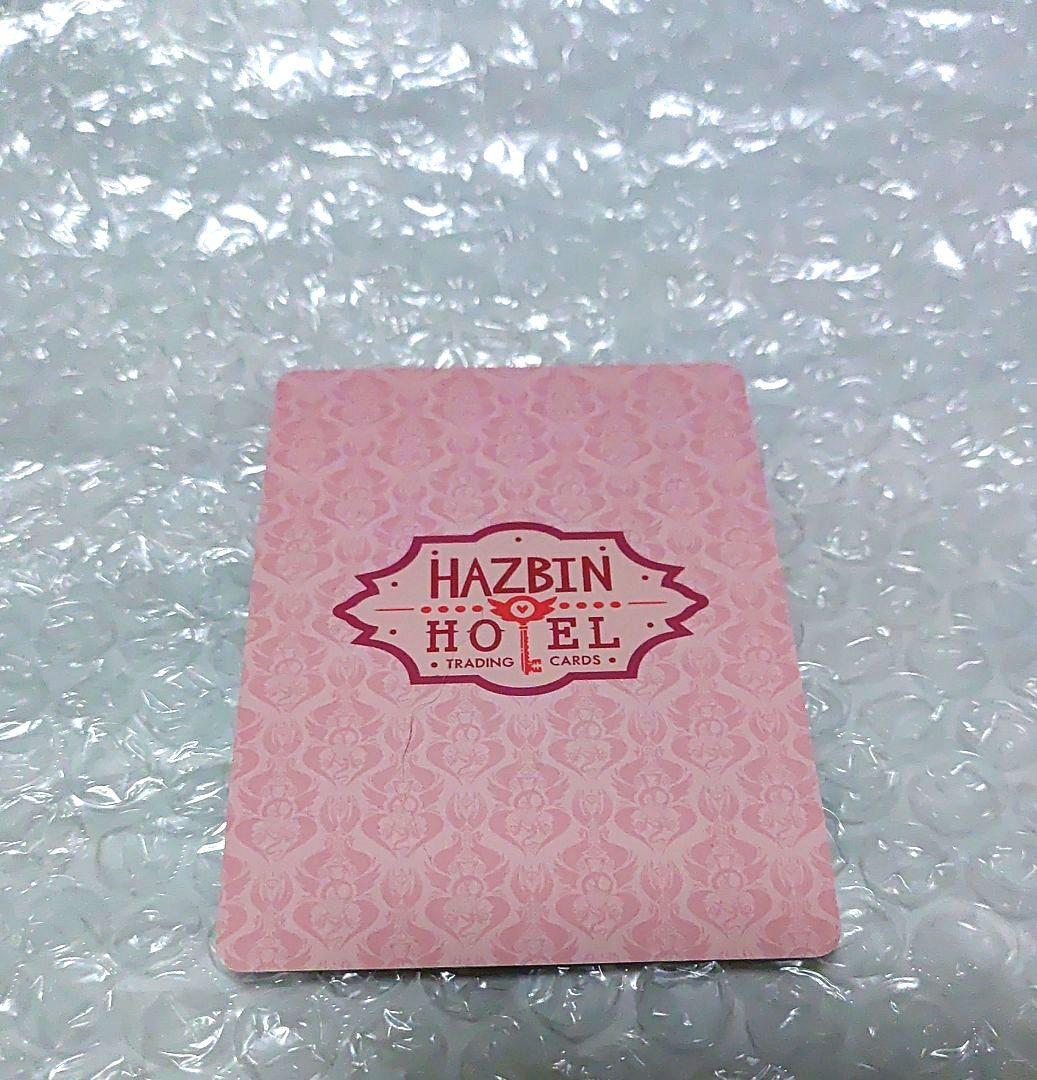 HAZBIN
HOTEL
• TRADING CARDS •